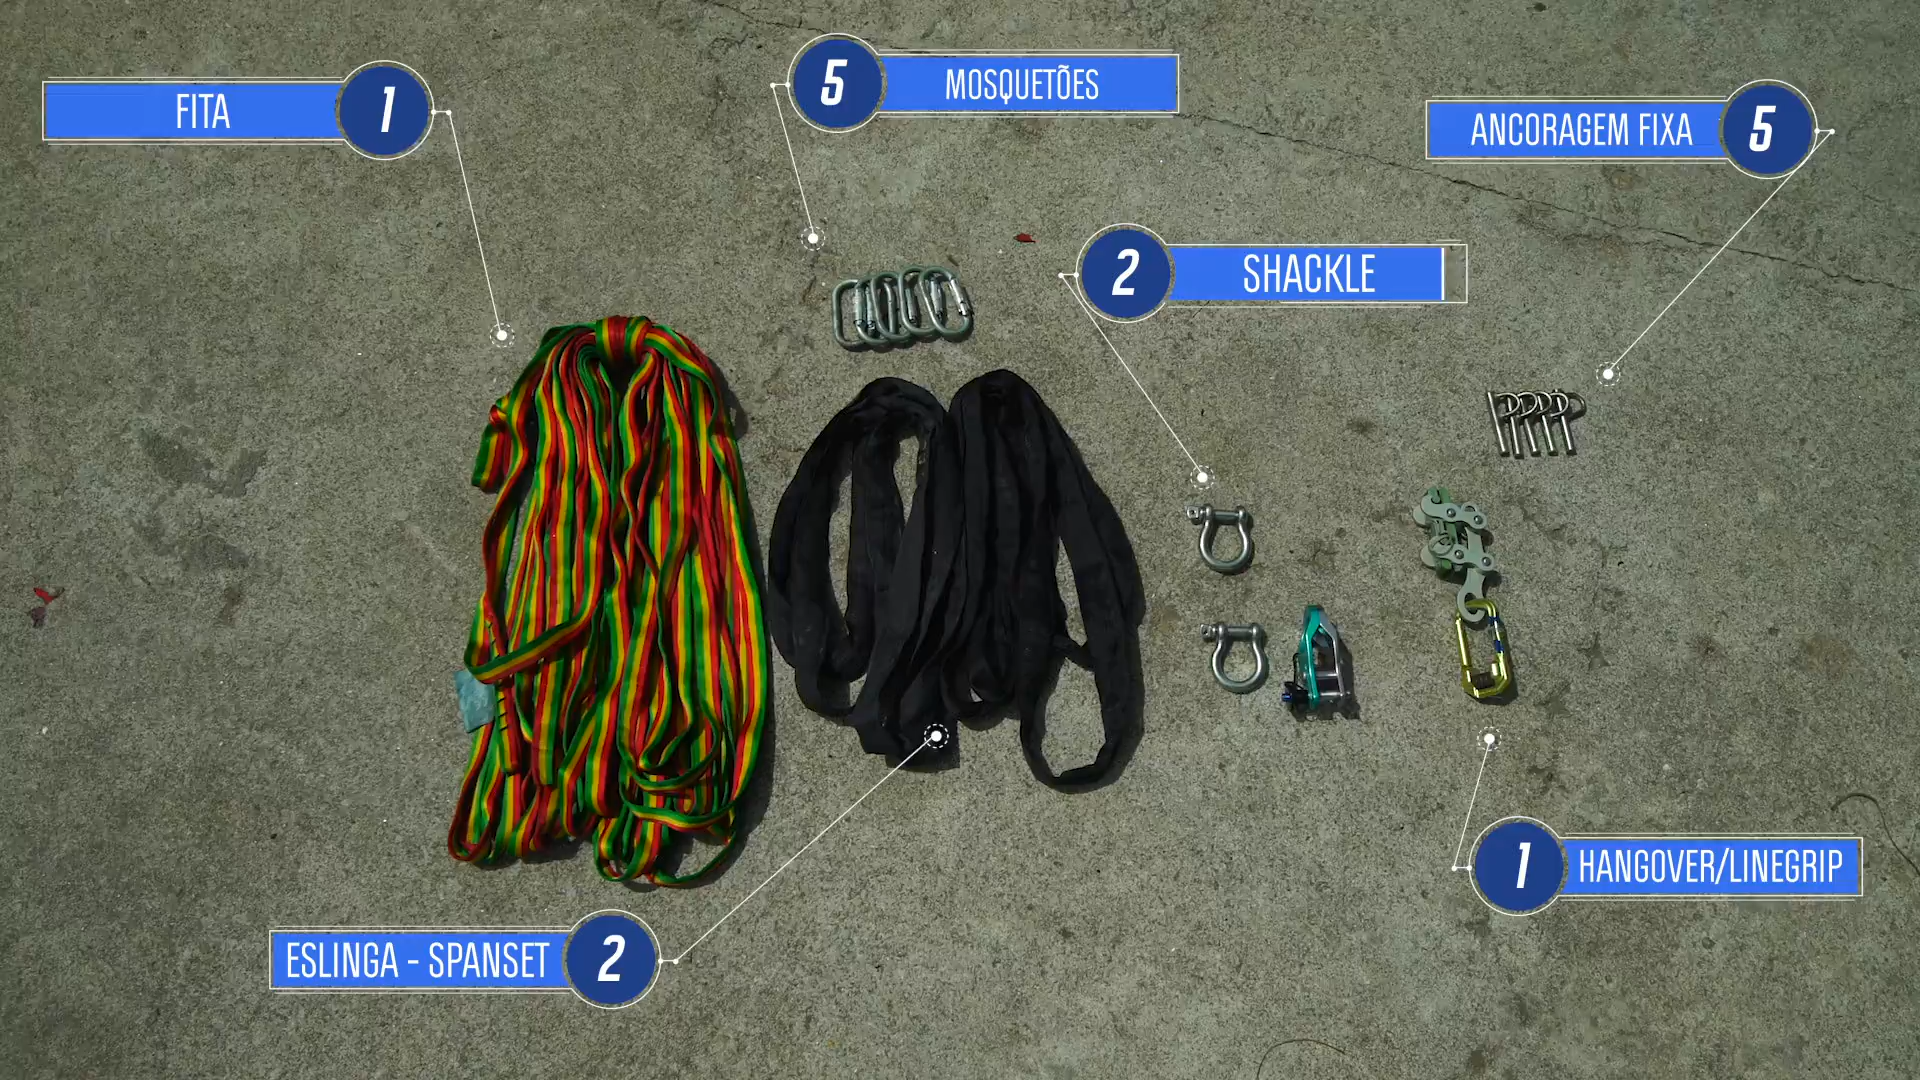 FITA 1
5 MOSQUETÕES
ANCORAGEM FIXA 5
2 SHACKLE
1 HANGOVER/LINEGRIP
ESLINGA - SPANSET 2